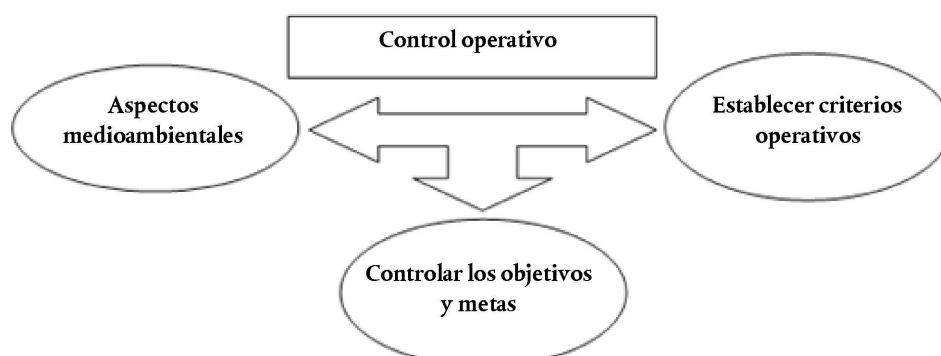 Control operativo
Aspectos
medioambientales
Establecer criterios
operativos
Controlar los objetivos
y metas